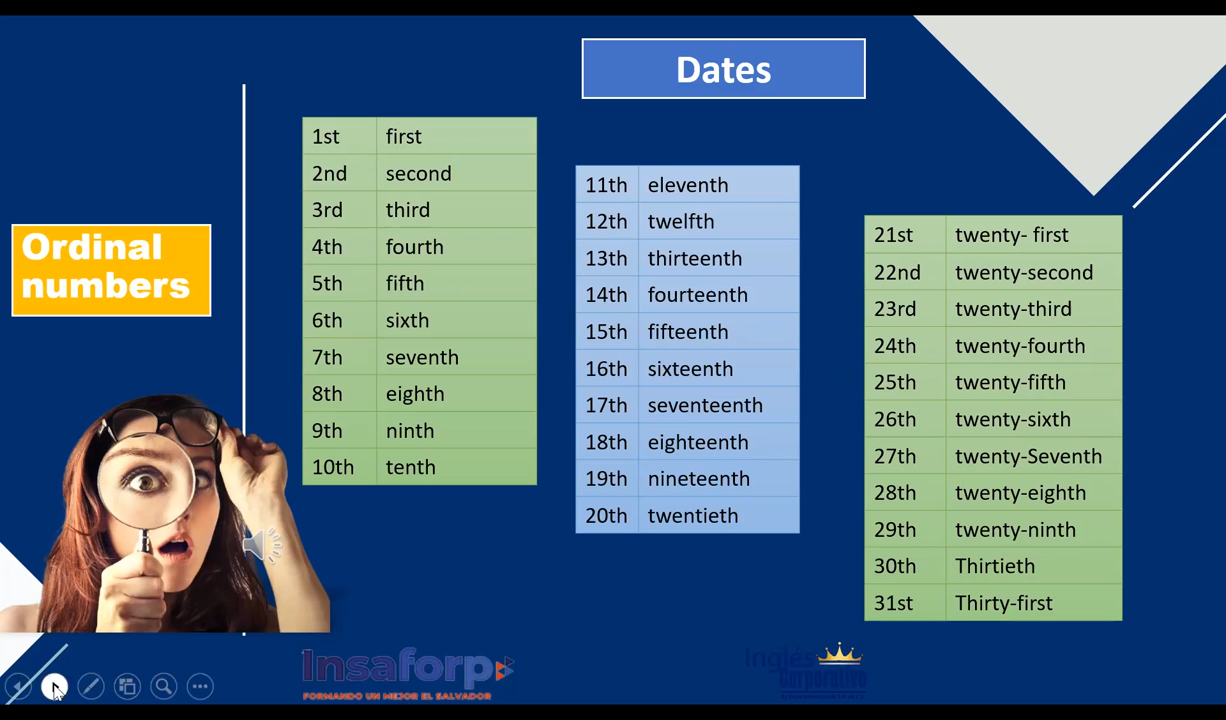 Dates
Ordinal
numbers
1st first
2nd second
3rd third
4th fourth
5th fifth
6th sixth
7th seventh
8th eighth
9th ninth
10th tenth
11th eleventh
12th twelfth
13th thirteenth
14th fourteenth
15th fifteenth
16th sixteenth
17th seventeenth
18th eighteenth
19th nineteenth
20th twentieth
21st twenty- first
22nd twenty-second
23rd twenty-third
24th twenty-fourth
25th twenty-fifth
26th twenty-sixth
27th twenty-Seventh
28th twenty-eighth
29th twenty-ninth
30th Thirtieth
31st Thirty-first
Insaforp
FORMANDO UN MEJOR EL SALVADOR
Inglés
Corporativo